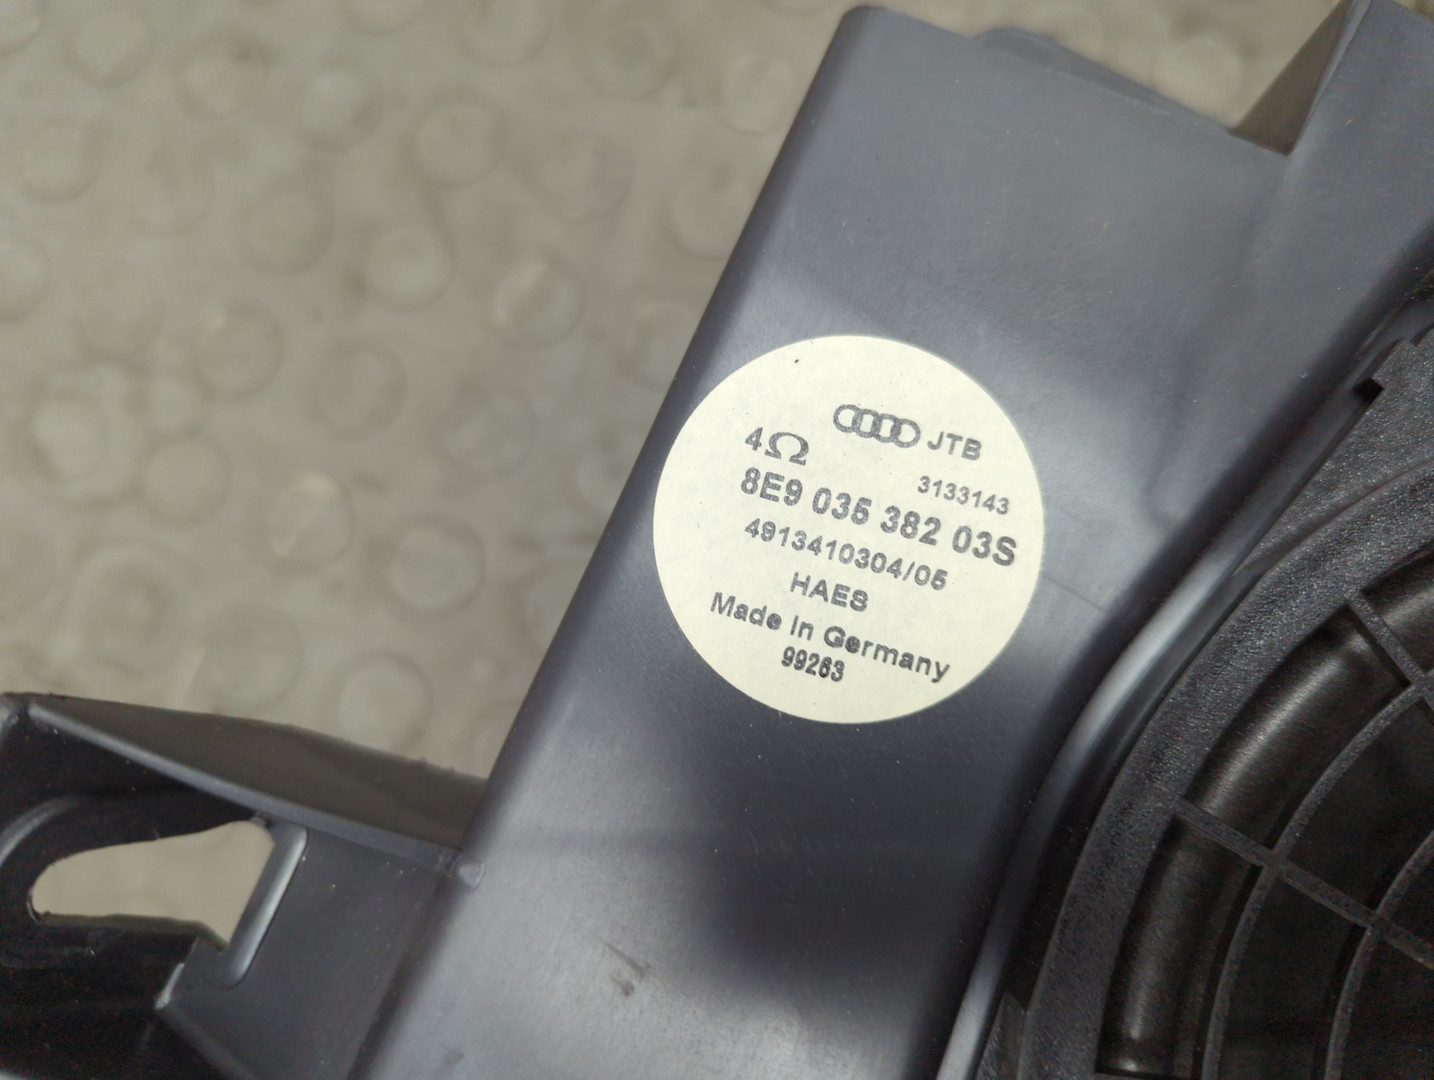 JTB
4Ω
3133143
8E9 035 382 03S
4913410304/05
HAES
Made in Germany
99263